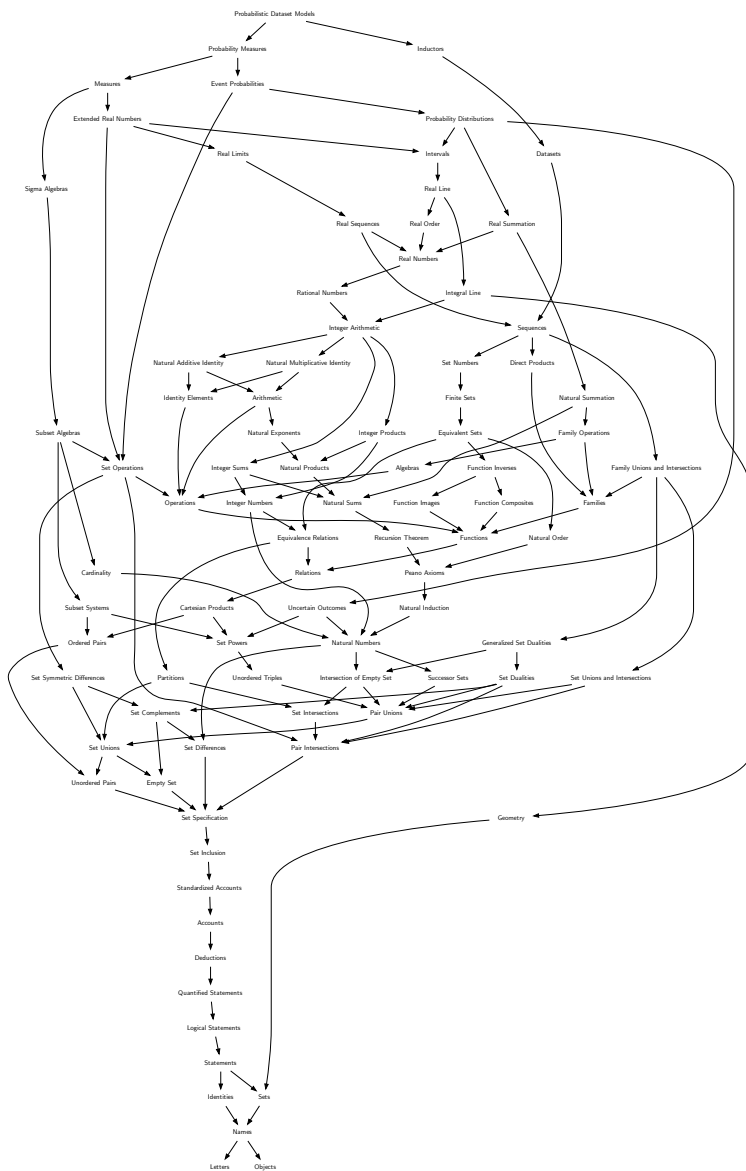 Probabilistic Dataset Models
Probability Measures
Inductors
Measures
Event Probabilities
Extended Real Numbers
Probability Distributions
Real Limits
Intervals
Datasets
Sigma Algebras
Real Line
Real Sequences
Real Order
Real Summation
Real Numbers
Rational Numbers
Integral Line
Integer Arithmetic
Sequences
Natural Additive Identity
Natural Multiplicative Identity
Set Numbers
Direct Products
Identity Elements
Arithmetic
Finite Sets
Natural Summation
Subset Algebras
Natural Exponents
Integer Products
Equivalent Sets
Family Operations
Set Operations
Integer Sums
Natural Products
Algebras
Function Inverses
Family Unions and Intersections
Operations
Integer Numbers
Natural Sums
Function Images
Function Composites
Families
Equivalence Relations
Recursion Theorem
Functions
Natural Order
Cardinality
Relations
Peano Axioms
Subset Systems
Cartesian Products
Uncertain Outcomes
Natural Induction
Ordered Pairs
Set Powers
Natural Numbers
Generalized Set Dualities
Set Symmetric Differences
Partitions
Unordered Triples
Intersection of Empty Set
Successor Sets
Set Dualities
Set Unions and Intersections
Set Complements
Set Intersections
Pair Unions
Set Unions
Set Differences
Pair Intersections
Unordered Pairs
Empty Set
Set Specification
Geometry
Set Inclusion
Standardized Accounts
Accounts
Deductions
Quantified Statements
Logical Statements
Statements
Identities
Sets
Names
Letters
Objects